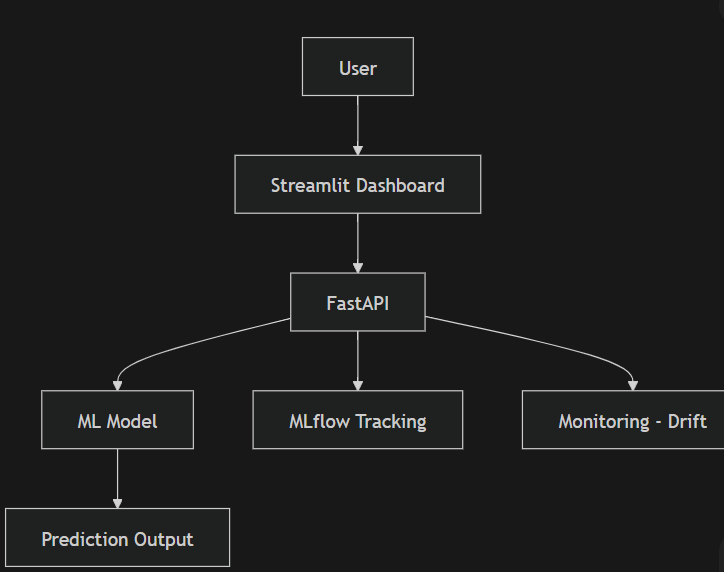 User
Streamlit Dashboard
FastAPI
ML Model
MLflow Tracking
Monitoring - Drift
Prediction Output